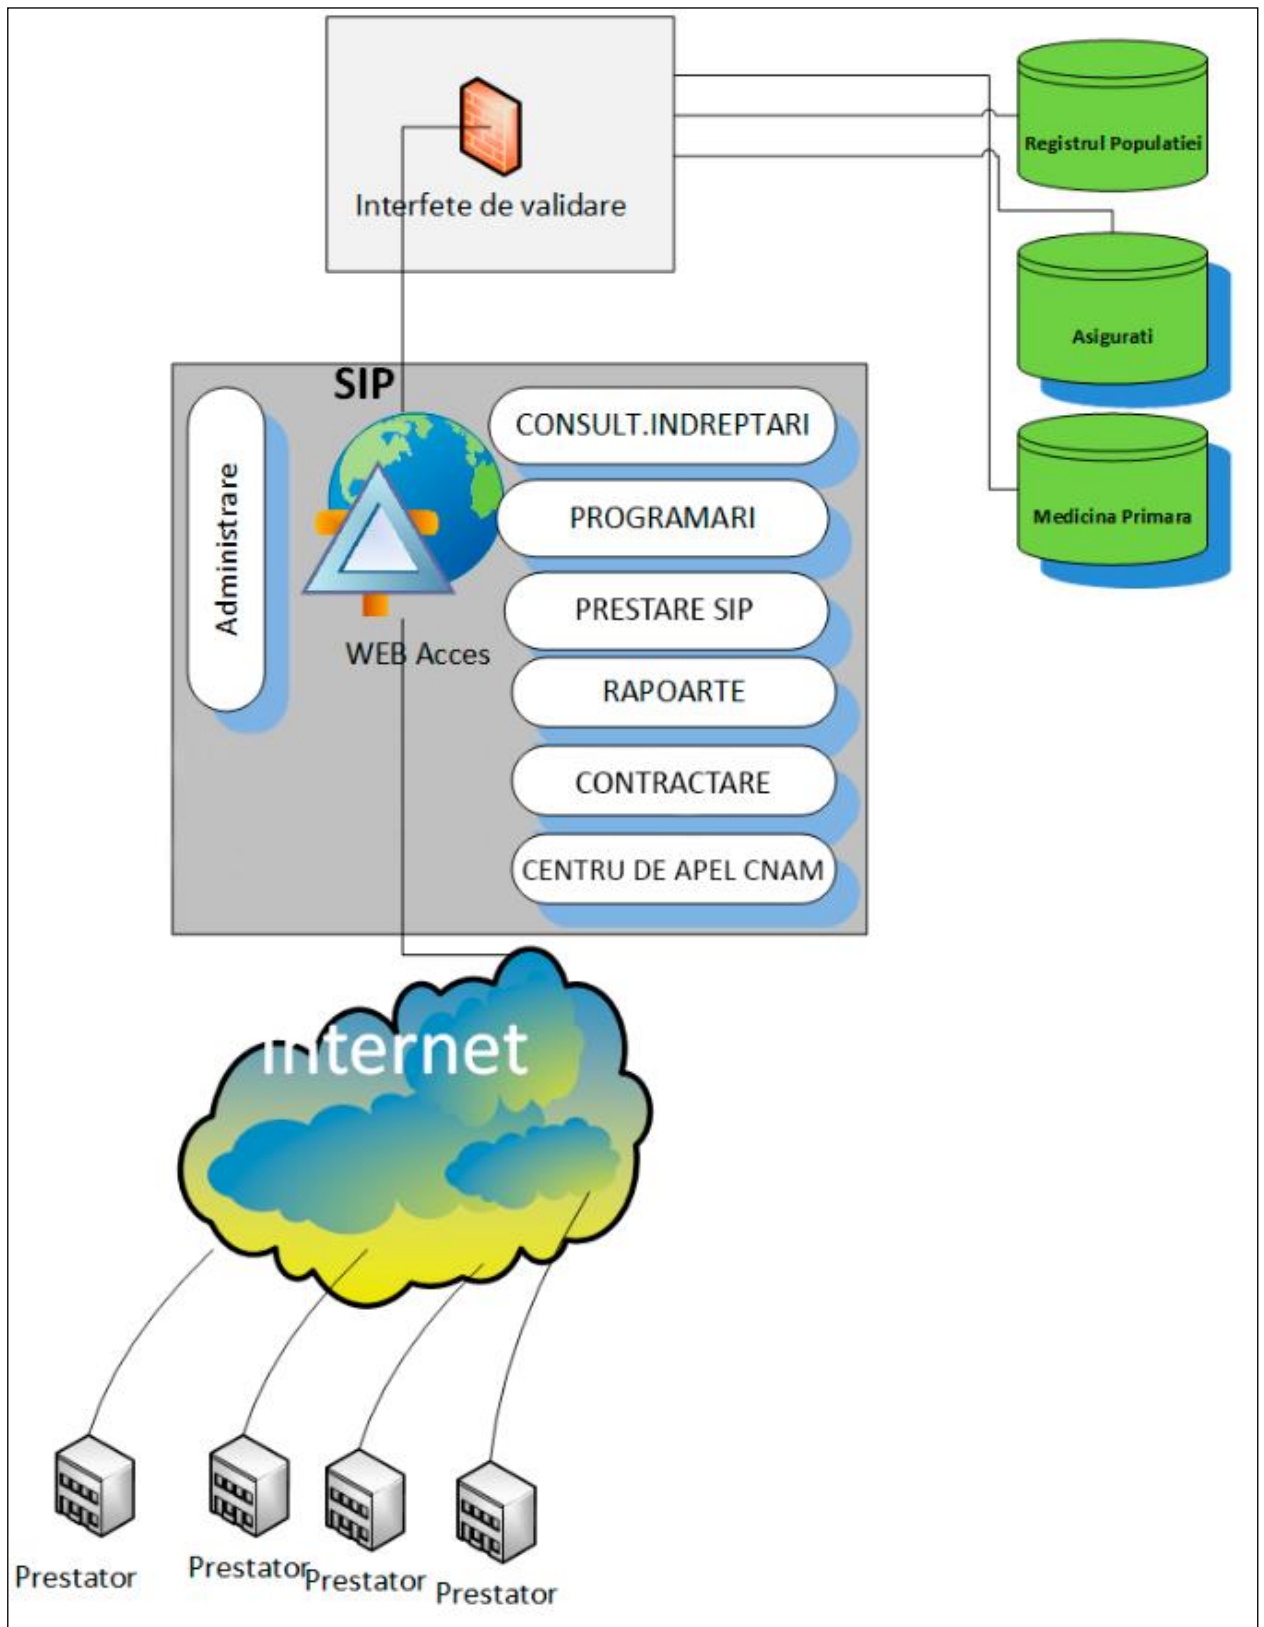 Interfete de validare
Registrul Populatiei
Asigurati
Medicina Primara
SIP
Administrare
WEB Acces
CONSULT.INDREPTARI
PROGRAMARI
PRESTARE SIP
RAPOARTE
CONTRACTARE
CENTRU DE APEL CNAM
Internet
Prestator
Prestator
Prestator
Prestator